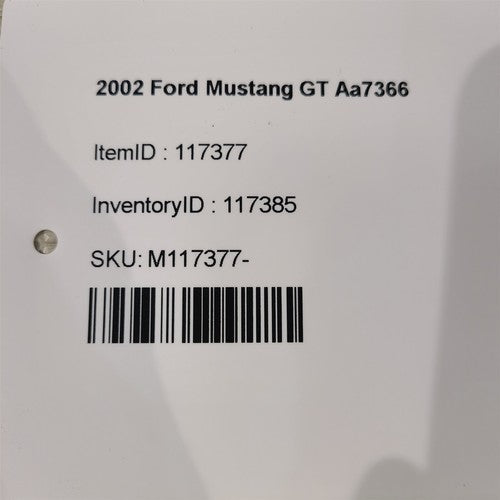 2002 Ford Mustang GT Aa7366
ItemID : 117377
InventoryID : 117385
SKU: M117377-